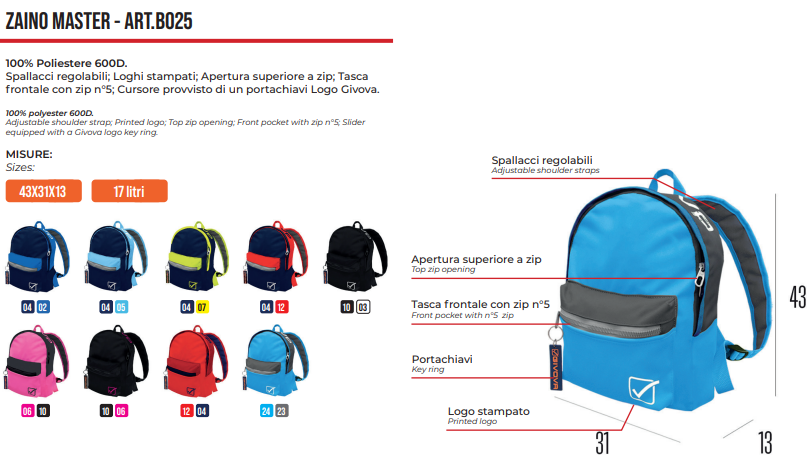 ZAINO MASTER - ART.B025
100% Poliestere 600D.
Spallacci regolabili; Loghi stampati; Apertura superiore a zip; Tasca
frontale con zip n°5; Cursore provvisto di un portachiavi Logo Givova.
100% polyester 600D.
Adjustable shoulder strap; Printed logo; Top zip opening; Front pocket with zip n°5; Slider
equipped with a Givova logo key ring.
MISURE:
Sizes:
43X31X13 17 litri
04 02 04 05 04 07 04 12 10 03
06 10 10 06 12 04 24 23
Spallacci regolabili
Adjustable shoulder straps
Apertura superiore a zip
Top zip opening
Tasca frontale con zip n°5
Front pocket with n°5 zip
Portachiavi
Key ring
Logo stampato
Printed logo
GIVOVA
43
31
13